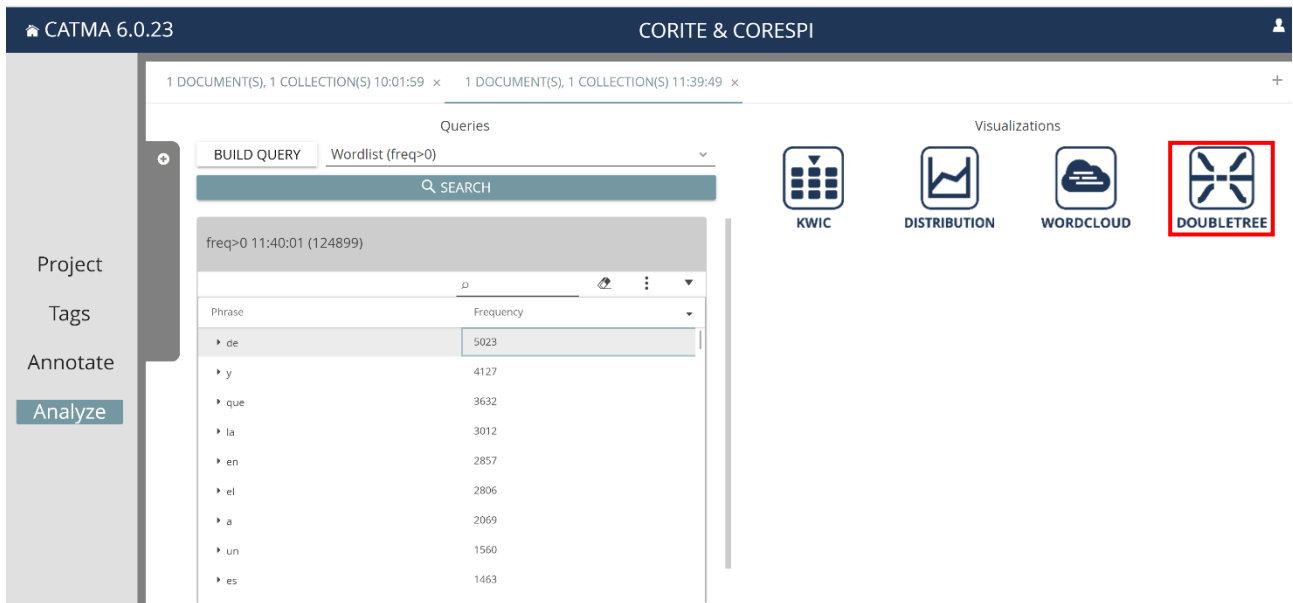 CATMA 6.0.23
CORITE & CORESPI
1 DOCUMENT(S), 1 COLLECTION(S) 10:01:59 ×
1 DOCUMENT(S), 1 COLLECTION(S) 11:39:49 ×
Project
Tags
Annotate
Analyze
Queries
BUILD QUERY
Wordlist (freq>0)
SEARCH
freq>0 11:40:01 (124899)
Phrase Frequency
de 5023
y 4127
que 3632
la 3012
en 2857
el 2806
a 2069
un 1560
es 1463
Visualizations
KWIC
DISTRIBUTION
WORDCLOUD
DOUBLETREE